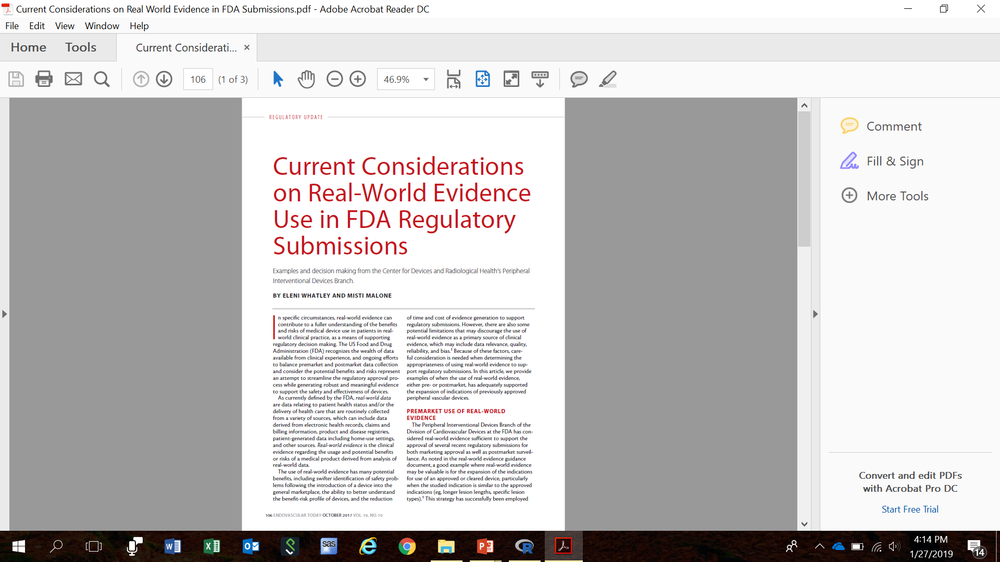 Current Considerations on Real World Evidence in FDA Submissions.pdf - Adobe Acrobat Reader DC
File Edit View Window Help
Home Tools Current Considerati... ×
106 (1 of 3) 46.9%
REGULATORY UPDATE
Current Considerations
on Real-World Evidence
Use in FDA Regulatory
Submissions
Examples and decision making from the Center for Devices and Radiological Health's Peripheral
Interventional Devices Branch.
BY ELENI WHATLEY AND MISTI MALONE
In specific circumstances, real-world evidence can
contribute to a fuller understanding of the benefits
and risks of medical device use in patients in real-
world clinical practice, as a means of supporting
regulatory decision making. The US Food and Drug
Administration (FDA) recognizes the wealth of data
available from clinical experience, and ongoing efforts
to balance premarket and postmarket data collection
and consider the potential benefits and risks represent
an attempt to streamline the regulatory approval pro-
cess while generating robust and meaningful evidence
to support the safety and effectiveness of devices.
As currently defined by the FDA, real-world data
are data relating to patient health status and/or the
delivery of health care that are routinely collected
from a variety of sources, which can include data
derived from electronic health records, claims and
billing information, product and disease registries,
patient-generated data including home-use settings,
and other sources. Real-world evidence is the clinical
evidence regarding the usage and potential benefits
or risks of a medical product derived from analysis of
real-world data.
The use of real-world evidence has many potential
benefits, including swifter identification of safety prob-
lems following the introduction of a device into the
general marketplace, the ability to better understand
the benefit-risk profile of devices, and the reduction
of time and cost of evidence generation to support
regulatory submissions. However, there are also some
potential limitations that may discourage the use of
real-world evidence as a primary source of clinical
evidence, which may include data relevance, quality,
reliability, and bias.¹ Because of these factors, care-
ful consideration is needed when determining the
appropriateness of using real-world evidence to sup-
port regulatory submissions. In this article, we provide
examples of when the use of real-world evidence,
either pre- or postmarket, has adequately supported
the expansion of indications of previously approved
peripheral vascular devices.
PREMARKET USE OF REAL-WORLD
EVIDENCE
The Peripheral Interventional Devices Branch of the
Division of Cardiovascular Devices at the FDA has con-
sidered real-world evidence sufficient to support the
approval of several recent regulatory submissions for
both marketing approval as well as postmarket surveil-
lance. As noted in the real-world evidence guidance
document, a good example where real-world evidence
may be valuable is for the expansion of the indications
for use of an approved or cleared device, particularly
when the studied indication is similar to the approved
indications (eg, longer lesion lengths, specific lesion
types).¹ This strategy has successfully been employed
106 ENDOVASCULAR TODAY OCTOBER 2017 VOL. 16, NO. 10
Comment
Fill & Sign
More Tools
Convert and edit PDFs
with Acrobat Pro DC
Start Free Trial
sas
4:14 PM
1/27/2019
14